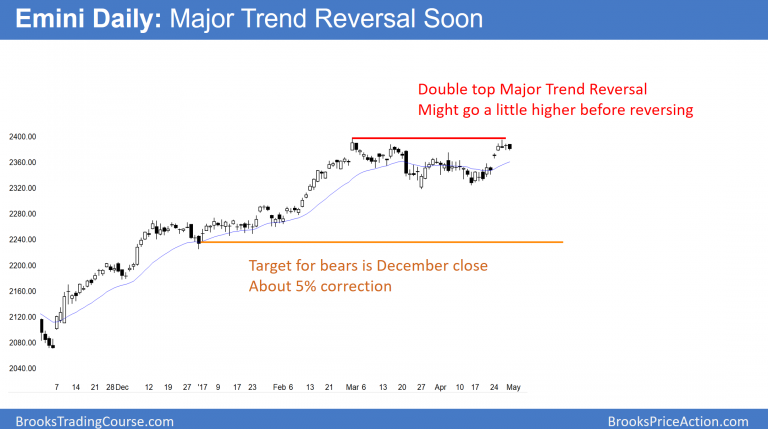 Emini Daily: Major Trend Reversal Soon
Double top Major Trend Reversal
Might go a little higher before reversing
2400.00
2360.00
2320.00
2280.00
2240.00
2200.00
2160.00
2120.00
2080.00
2040.00
Target for bears is December close
About 5% correction
7 14 21 28 Dec 12 19 27 '17 9 17 23 Feb 6 13 21 Mar 6 13 20 27 Apr 10 17 24 May
BrooksTradingCourse.com BrooksPriceAction.com